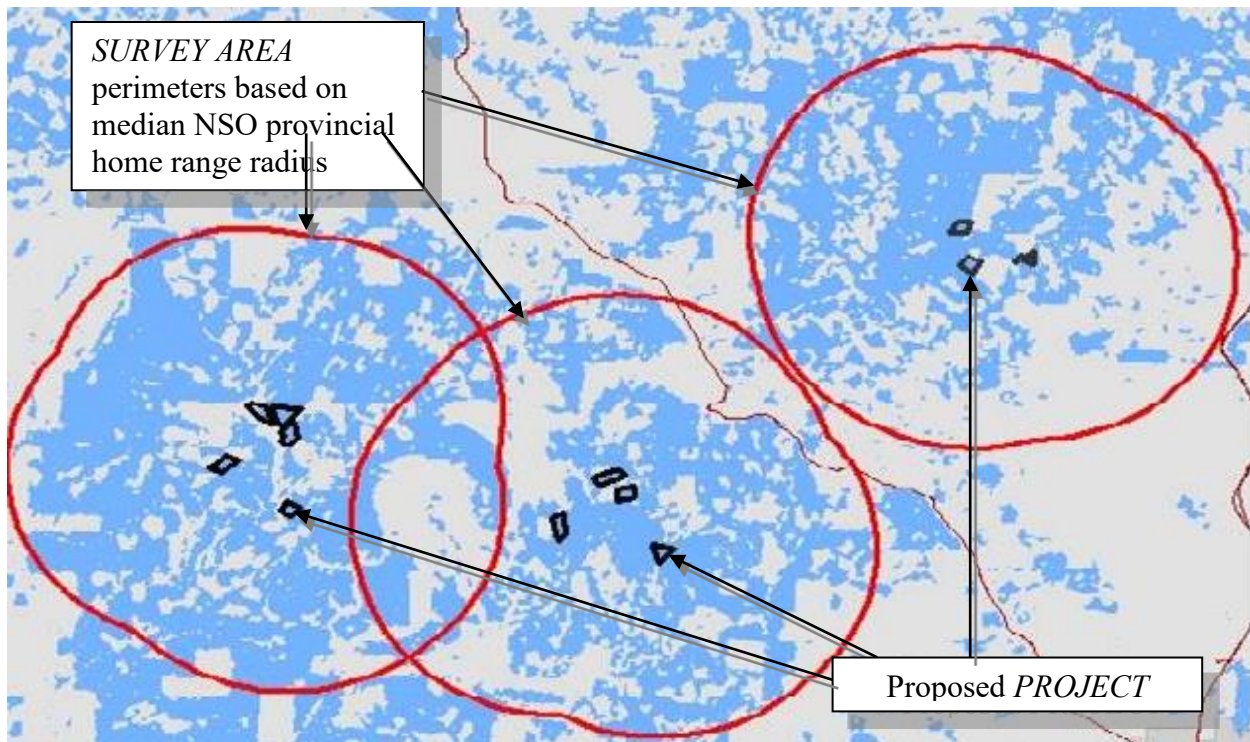 SURVEY AREA
perimeters based on
median NSO provincial
home range radius
Proposed PROJECT